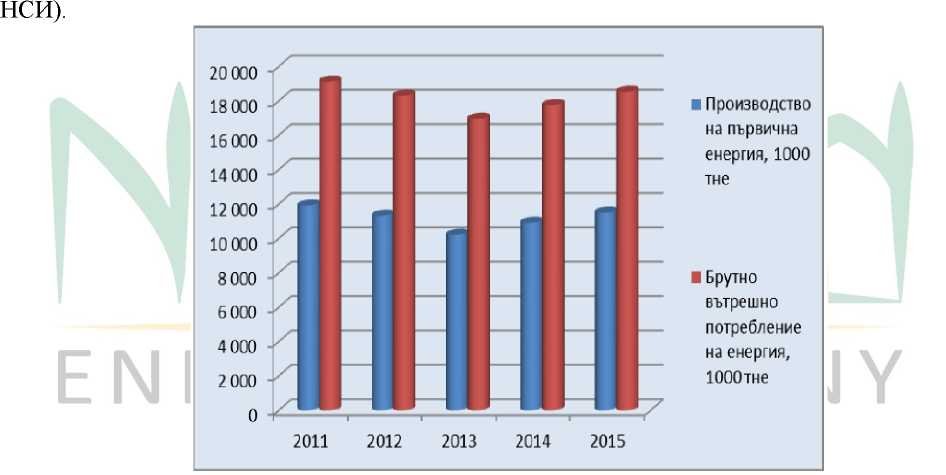 НСИ).
20 000
18 000
16 000
14 000
12 000
10 000
8 000
6 000
4 000
2 000
0
2011 2012 2013 2014 2015
Производство
на първична
енергия, 1000
тне
Брутно
вътрешно
потребление
на енергия,
1000 тне